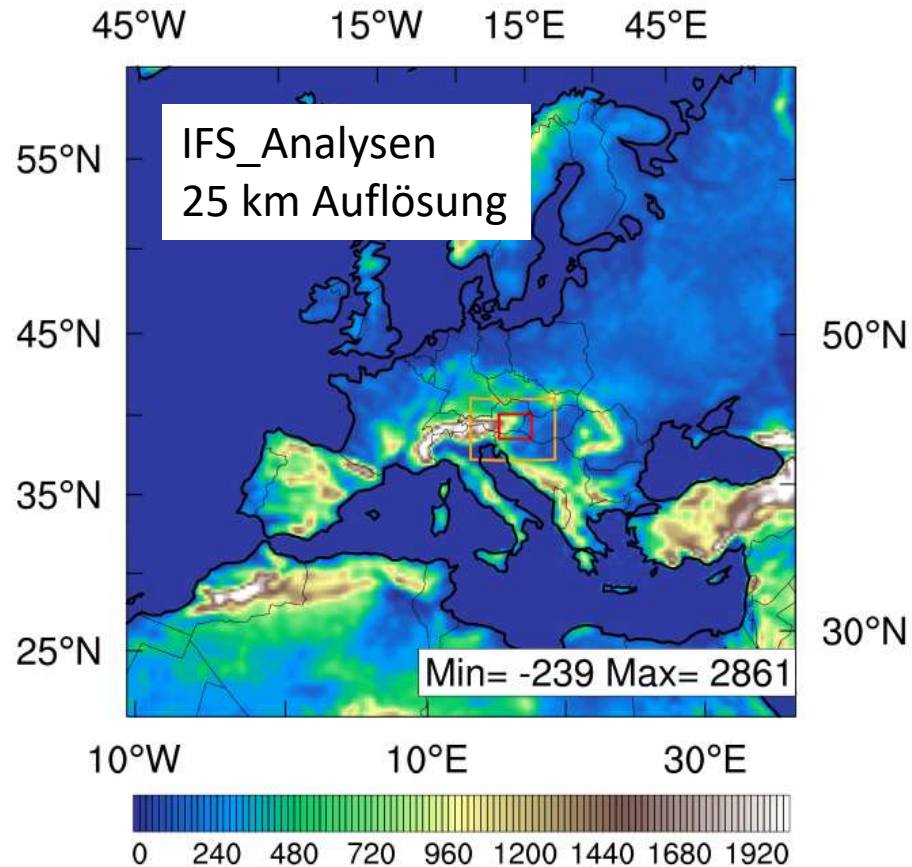 45°W 15°W 15°E 45°E
IFS_Analysen
25 km Auflösung
55°N
45°N
50°N
35°N
30°N
25°N
Min= -239 Max= 2861
10°W 10°E 30°E
0 240 480 720 960 1200 1440 1680 1920